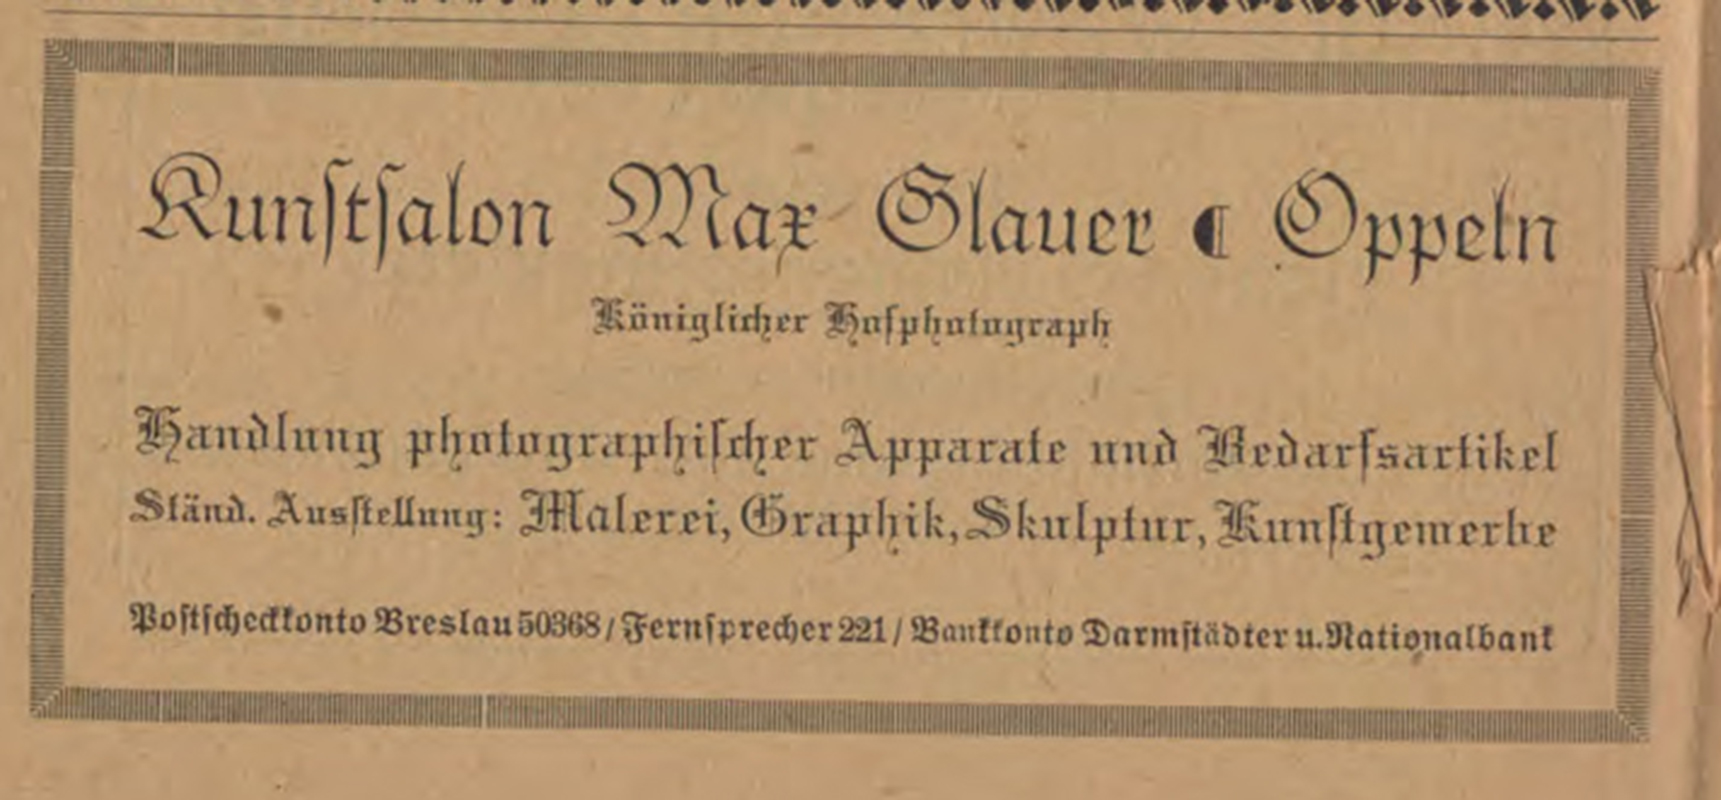 Kunstsalon Max Glauer ¶ Oppeln
Königlicher Hofphotograph
Handlung photographischer Apparate und Bedarfsartikel
Ständ. Ausstellung: Malerei, Graphik, Skulptur, Kunstgewerbe
Postscheckkonto Breslau 50368 / Fernsprecher 221 / Bankkonto Darmstädter u. Nationalbank